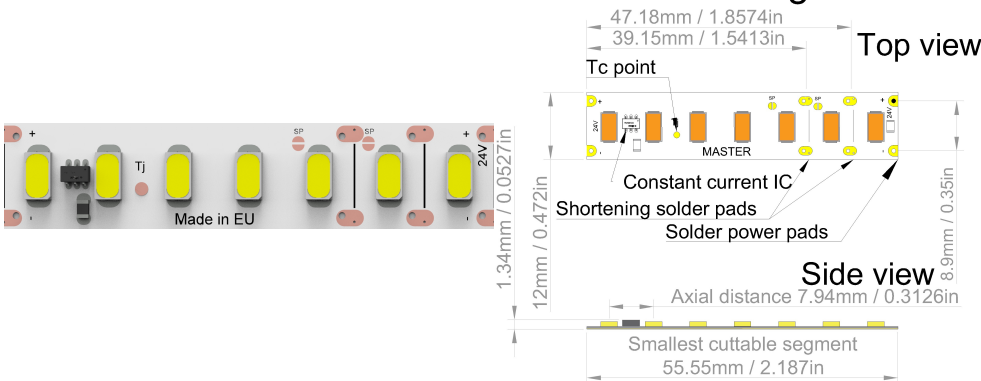 +
SP
SP
+
Tj
24V
Made in EU
-
-
47.18mm / 1.8574in
39.15mm / 1.5413in
Top view
Tc point
+
SP
SP
+
24V
24V
-
MASTER
-
Constant current IC
Shortening solder pads
Solder power pads
1.34mm / 0.0527in
12mm / 0.472in
8.9mm / 0.35in
Side view
Axial distance 7.94mm / 0.3126in
Smallest cuttable segment
55.55mm / 2.187in